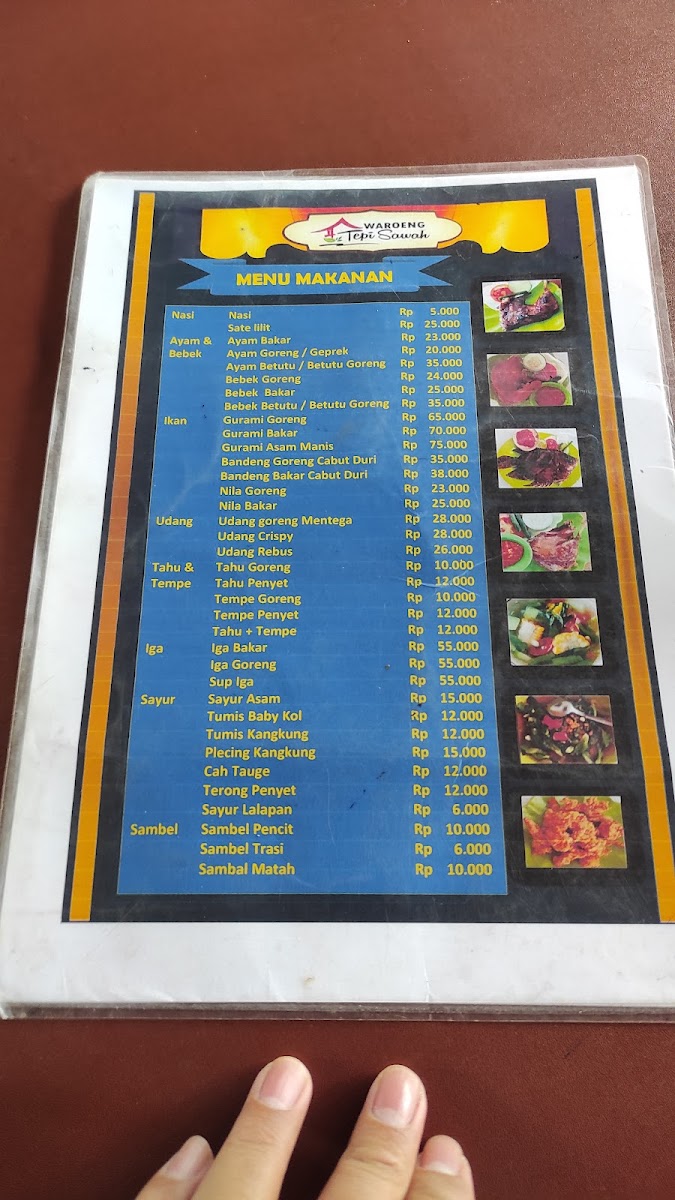 WAROENG
Tepi Sawah
MENU MAKANAN
Nasi Nasi Rp 5.000
Sate lilit Rp 25.000
Ayam & Ayam Bakar Rp 23.000
Bebek Ayam Goreng / Geprek Rp 20.000
Ayam Betutu / Betutu Goreng Rp 35.000
Bebek Goreng Rp 24.000
Bebek Bakar Rp 25.000
Bebek Betutu / Betutu Goreng Rp 35.000
Ikan Gurami Goreng Rp 65.000
Gurami Bakar Rp 70.000
Gurami Asam Manis Rp 75.000
Bandeng Goreng Cabut Duri Rp 35.000
Bandeng Bakar Cabut Duri Rp 38.000
Nila Goreng Rp 23.000
Nila Bakar Rp 25.000
Udang Udang goreng Mentega Rp 28.000
Udang Crispy Rp 28.000
Udang Rebus Rp 26.000
Tahu & Tahu Goreng Rp 10.000
Tempe Tahu Penyet Rp 12.000
Tempe Goreng Rp 10.000
Tempe Penyet Rp 12.000
Tahu + Tempe Rp 12.000
Iga Iga Bakar Rp 55.000
Iga Goreng Rp 55.000
Sup Iga Rp 55.000
Sayur Sayur Asam Rp 15.000
Tumis Baby Kol Rp 12.000
Tumis Kangkung Rp 12.000
Plecing Kangkung Rp 15.000
Cah Tauge Rp 12.000
Terong Penyet Rp 12.000
Sayur Lalapan Rp 6.000
Sambel Sambel Pencit Rp 10.000
Sambel Trasi Rp 6.000
Sambal Matah Rp 10.000